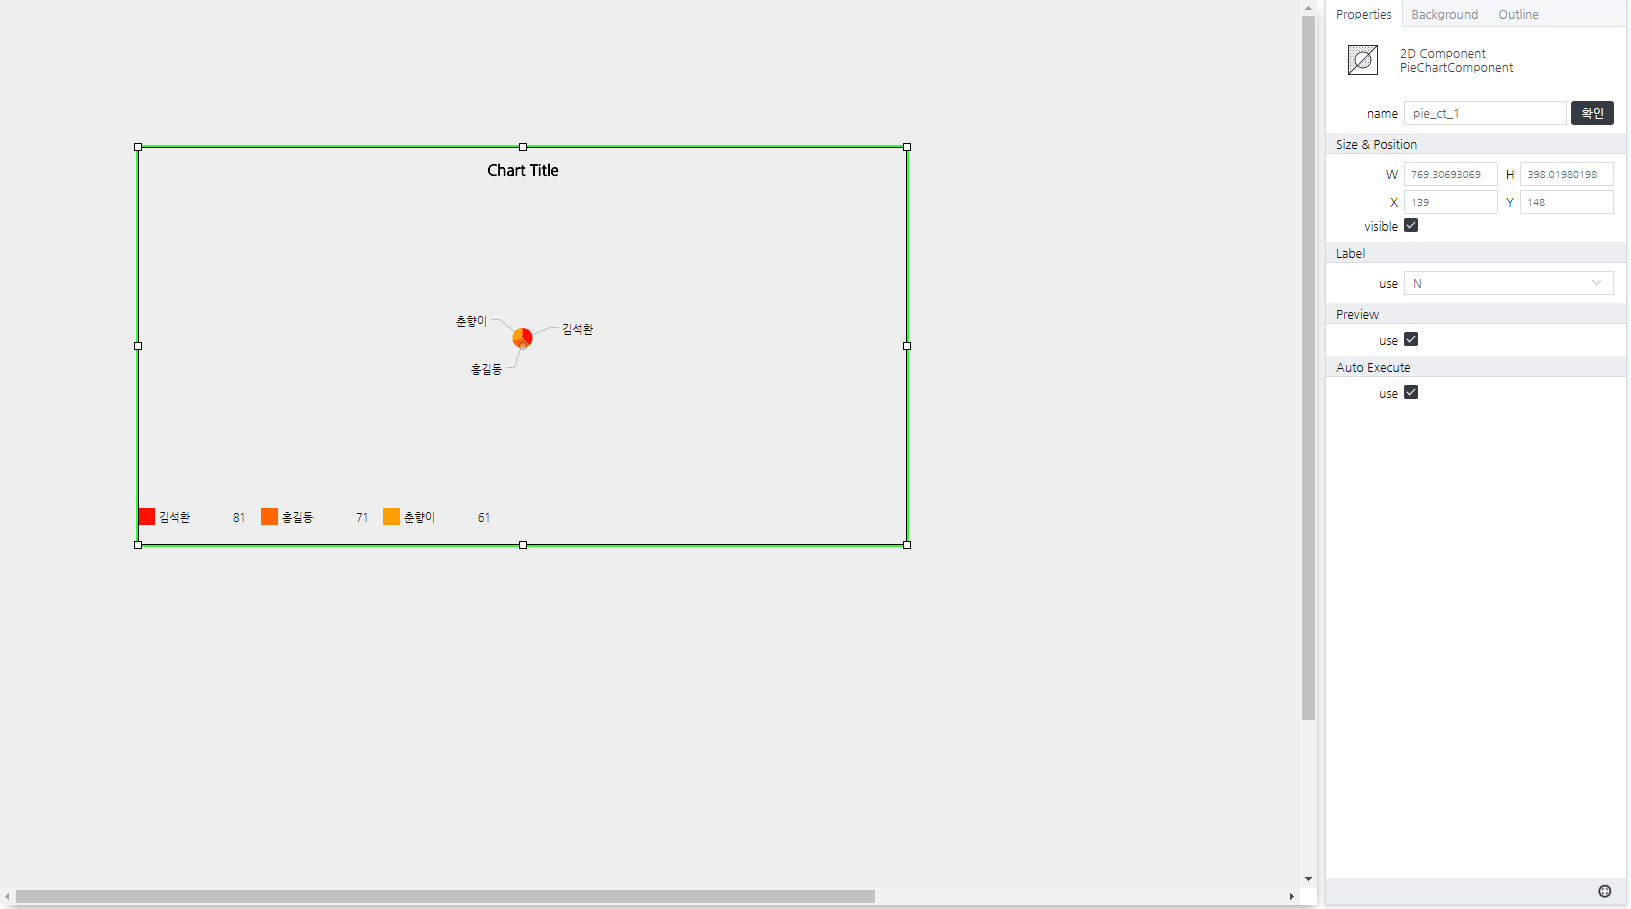 Chart Title
춘향이
김석환
홍길동
김석환 81 홍길동 71 춘향이 61
Properties Background Outline
2D Component
PieChartComponent
name pie_ct_1 확인
Size & Position
W 769.30693069 H 398.01980198
X 139 Y 148
visible
Label
use N
Preview
use
Auto Execute
use